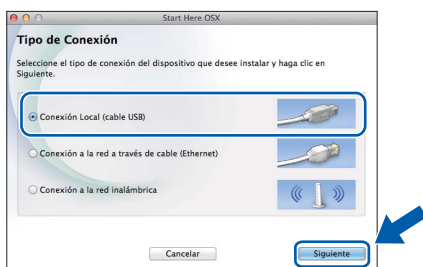 Start Here OSX
Tipo de Conexión
Seleccione el tipo de conexión del dispositivo que desee instalar y haga clic en
Siguiente.
Conexión Local (cable USB)
Conexión a la red a través de cable (Ethernet)
Conexión a la red inalámbrica
Cancelar
Siguiente